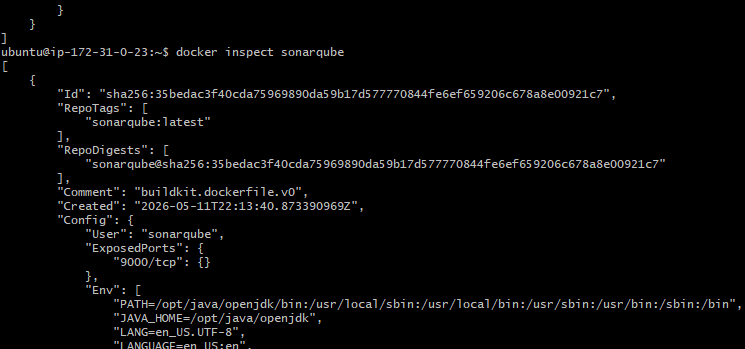 }
    }
]
ubuntu@ip-172-31-0-23:~$ docker inspect sonarqube
[
    {
        "Id": "sha256:35bedac3f40cda75969890da59b17d577770844fe6ef659206c678a8e00921c7",
        "RepoTags": [
            "sonarqube:latest"
        ],
        "RepoDigests": [
            "sonarqube@sha256:35bedac3f40cda75969890da59b17d577770844fe6ef659206c678a8e00921c7"
        ],
        "Comment": "buildkit.dockerfile.v0",
        "Created": "2026-05-11T22:13:40.873390969Z",
        "Config": {
            "User": "sonarqube",
            "ExposedPorts": {
                "9000/tcp": {}
            },
            "Env": [
                "PATH=/opt/java/openjdk/bin:/usr/local/sbin:/usr/local/bin:/usr/sbin:/usr/bin:/sbin:/bin",
                "JAVA_HOME=/opt/java/openjdk",
                "LANG=en_US.UTF-8",
                "LANGUAGE=en_US:en",